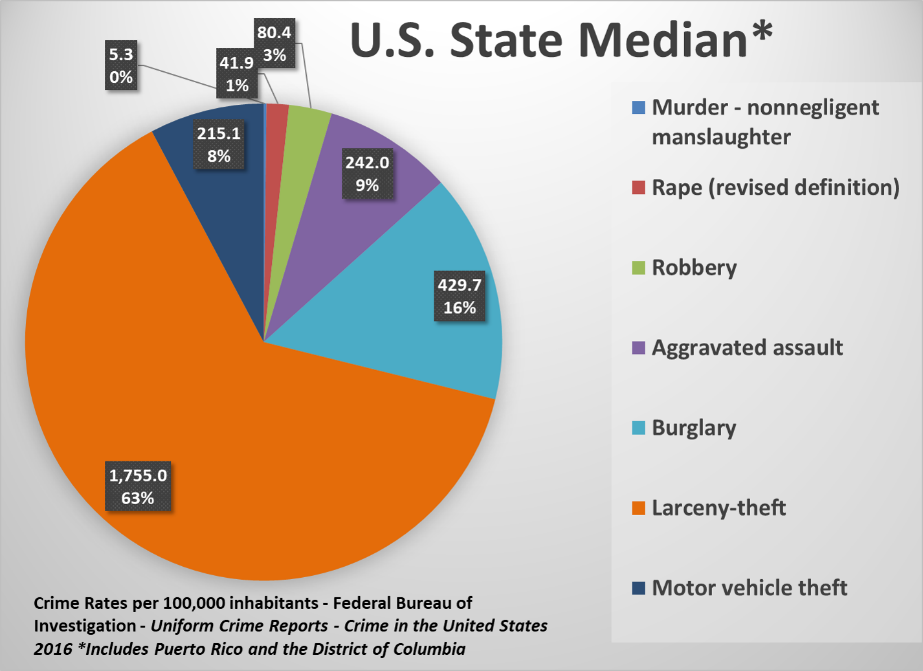 U.S. State Median*
5.3
0%
41.9
1%
80.4
3%
215.1
8%
242.0
9%
429.7
16%
1,755.0
63%
Murder - nonnegligent
manslaughter
Rape (revised definition)
Robbery
Aggravated assault
Burglary
Larceny-theft
Motor vehicle theft
Crime Rates per 100,000 inhabitants - Federal Bureau of
Investigation - Uniform Crime Reports - Crime in the United States
2016 *Includes Puerto Rico and the District of Columbia